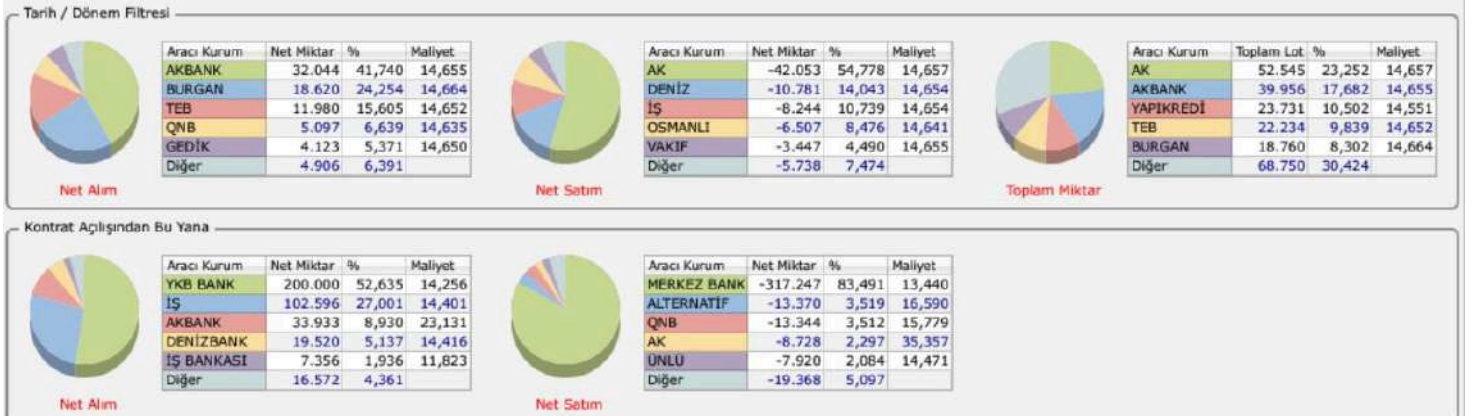 Tarih / Dönem Filtresi
Aracı Kurum Net Miktar % Maliyet
AKBANK 32.044 41,740 14,655
BURGAN 18.620 24,254 14,664
TEB 11.980 15,605 14,652
QNB 5.097 6,639 14,635
GEDİK 4.123 5,371 14,650
Diğer 4.906 6,391
Net Alım
Aracı Kurum Net Miktar % Maliyet
AK -42.053 54,778 14,657
DENİZ -10.781 14,043 14,654
İŞ -8.244 10,739 14,654
OSMANLI -6.507 8,476 14,641
VAKIF -3.447 4,490 14,655
Diğer -5.738 7,474
Net Satım
Aracı Kurum Toplam Lot % Maliyet
AK 52.545 23,252 14,657
AKBANK 39.956 17,682 14,655
YAPIKREDİ 23.731 10,502 14,551
TEB 22.234 9,839 14,652
BURGAN 18.760 8,302 14,664
Diğer 68.750 30,424
Toplam Miktar
Kontrat Açılışından Bu Yana
Aracı Kurum Net Miktar % Maliyet
YKB BANK 200.000 52,635 14,256
İŞ 102.596 27,001 14,401
AKBANK 33.933 8,930 23,131
DENİZBANK 19.520 5,137 14,416
İŞ BANKASI 7.356 1,936 11,823
Diğer 16.572 4,361
Net Alım
Aracı Kurum Net Miktar % Maliyet
MERKEZ BANK -317.247 83,491 13,440
ALTERNATİF -13.370 3,519 16,590
QNB -13.344 3,512 15,779
AK -8.728 2,297 35,357
ÜNLÜ -7.920 2,084 14,471
Diğer -19.368 5,097
Net Satım